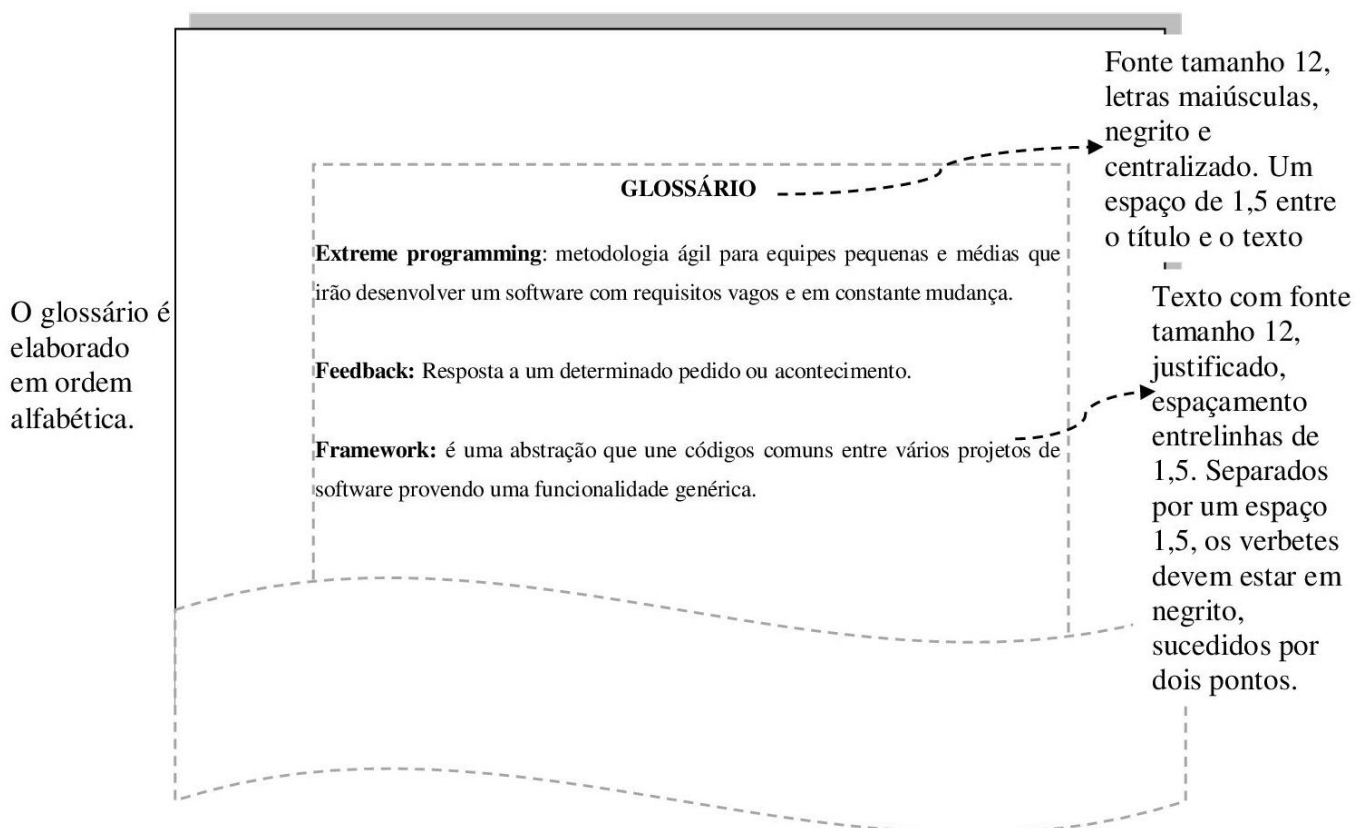 Fonte tamanho 12,
letras maiúsculas,
negrito e
centralizado. Um
espaço de 1,5 entre
o título e o texto
GLOSSÁRIO
Extreme programming: metodologia ágil para equipes pequenas e médias que
irão desenvolver um software com requisitos vagos e em constante mudança.
Feedback: Resposta a um determinado pedido ou acontecimento.
Framework: é uma abstração que une códigos comuns entre vários projetos de
software provendo uma funcionalidade genérica.
O glossário é
elaborado
em ordem
alfabética.
Texto com fonte
tamanho 12,
justificado,
espaçamento
entrelinhas de
1,5. Separados
por um espaço
1,5, os verbetes
devem estar em
negrito,
sucedidos por
dois pontos.